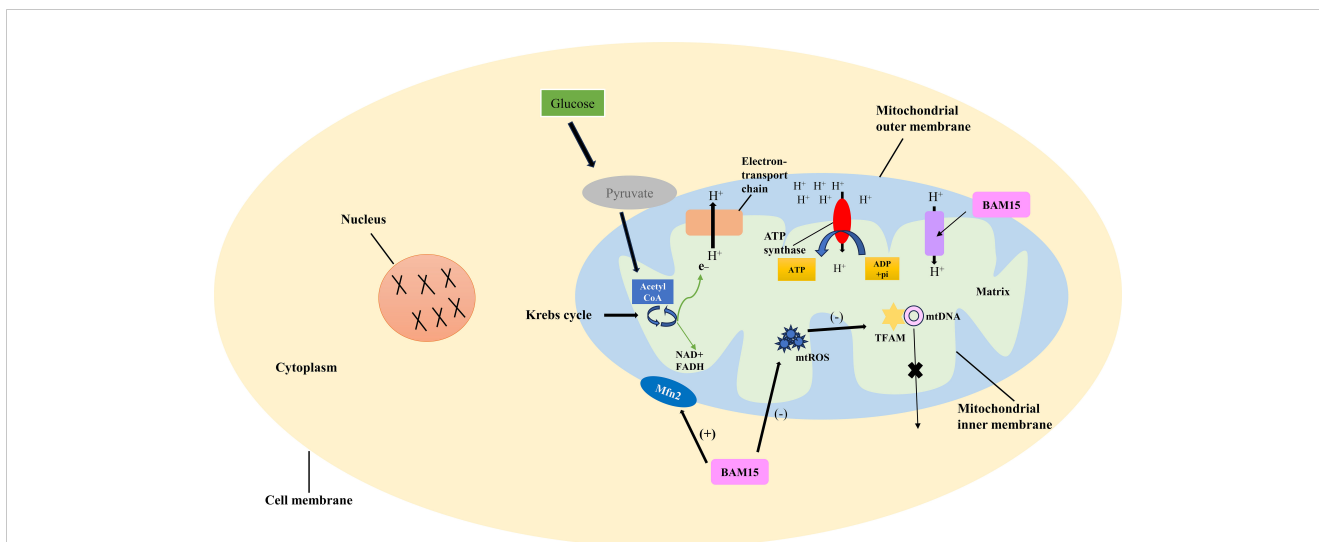 Glucose
Mitochondrial
outer membrane
Electron-
transport
chain
Pyruvate
H⁺
H⁺ H⁺ H⁺
H⁺ H⁺ H⁺
H⁺
BAM15
Nucleus
ATP
synthase
H⁺
e–
ATP
H⁺
ADP
+pi
H⁺
Acetyl
CoA
Matrix
Krebs cycle
(-)
mtDNA
TFAM
NAD+
FADH
mtROS
Cytoplasm
Mfn2
(-)
Mitochondrial
inner membrane
(+)
BAM15
Cell membrane